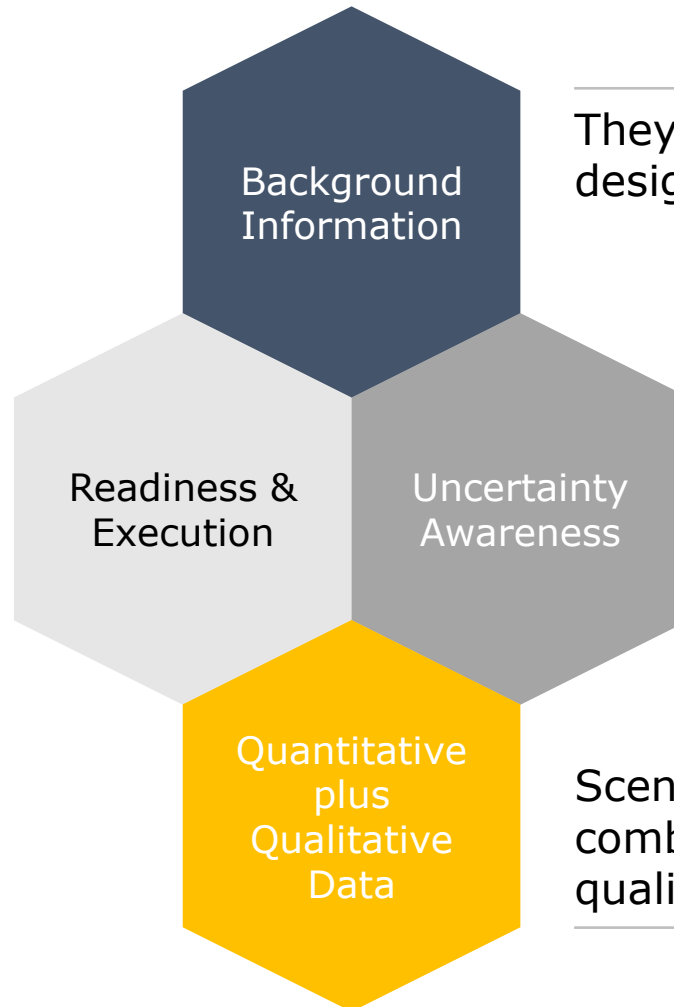 Background
Information
They
desig
Readiness &
Execution
Uncertainty
Awareness
Quantitative
plus
Qualitative
Data
Scen
comb
quali